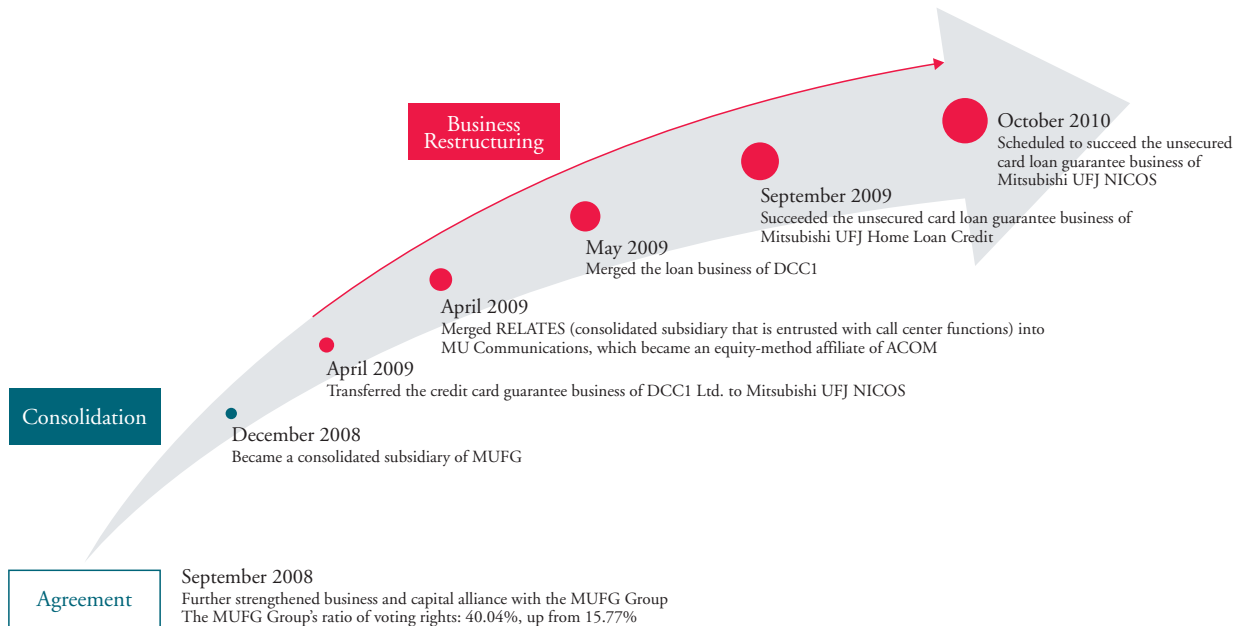 Business
Restructuring
October 2010
Scheduled to succeed the unsecured
card loan guarantee business of
Mitsubishi UFJ NICOS
September 2009
Succeeded the unsecured card loan guarantee business of
Mitsubishi UFJ Home Loan Credit
May 2009
Merged the loan business of DCC1
April 2009
Merged RELATES (consolidated subsidiary that is entrusted with call center functions) into
MU Communications, which became an equity-method affiliate of ACOM
April 2009
Transferred the credit card guarantee business of DCC1 Ltd. to Mitsubishi UFJ NICOS
Consolidation
December 2008
Became a consolidated subsidiary of MUFG
Agreement
September 2008
Further strengthened business and capital alliance with the MUFG Group
The MUFG Group's ratio of voting rights: 40.04%, up from 15.77%